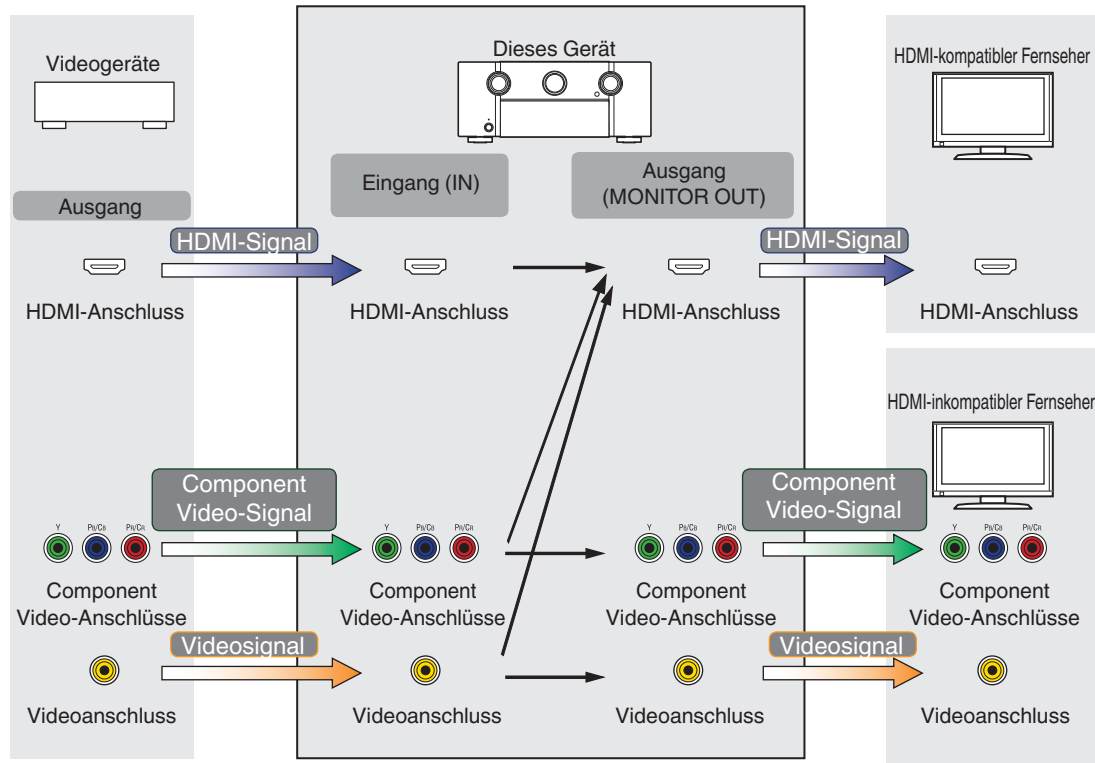 Dieses Gerät
Videogeräte
HDMI-kompatibler Fernseher
Eingang (IN)
Ausgang
(MONITOR OUT)
Ausgang
HDMI-Signal
HDMI-Signal
HDMI-Anschluss
HDMI-Anschluss
HDMI-Anschluss
HDMI-Anschluss
HDMI-inkompatibler Fernseher
Component
Video-Signal
Component
Video-Signal
Y PB/CB PR/CR
Y PB/CB PR/CR
Y PB/CB PR/CR
Y PB/CB PR/CR
Component
Video-Anschlüsse
Component
Video-Anschlüsse
Component
Video-Anschlüsse
Component
Video-Anschlüsse
Videosignal
Videosignal
Videoanschluss
Videoanschluss
Videoanschluss
Videoanschluss